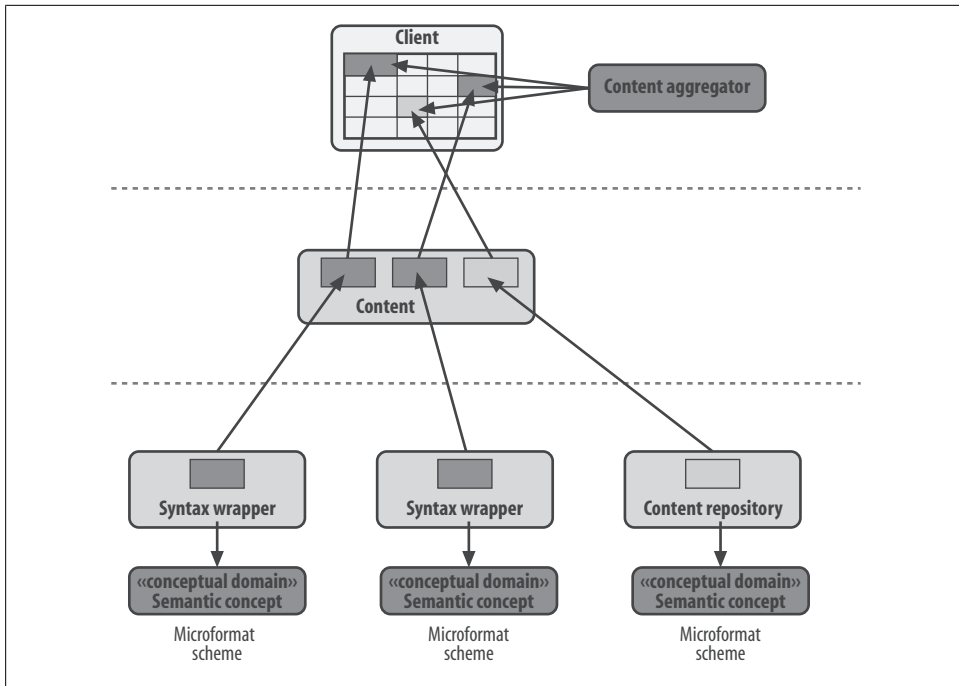 Client
Content aggregator
Content
Syntax wrapper
Syntax wrapper
Content repository
«conceptual domain»
Semantic concept
«conceptual domain»
Semantic concept
«conceptual domain»
Semantic concept
Microformat
scheme
Microformat
scheme
Microformat
scheme